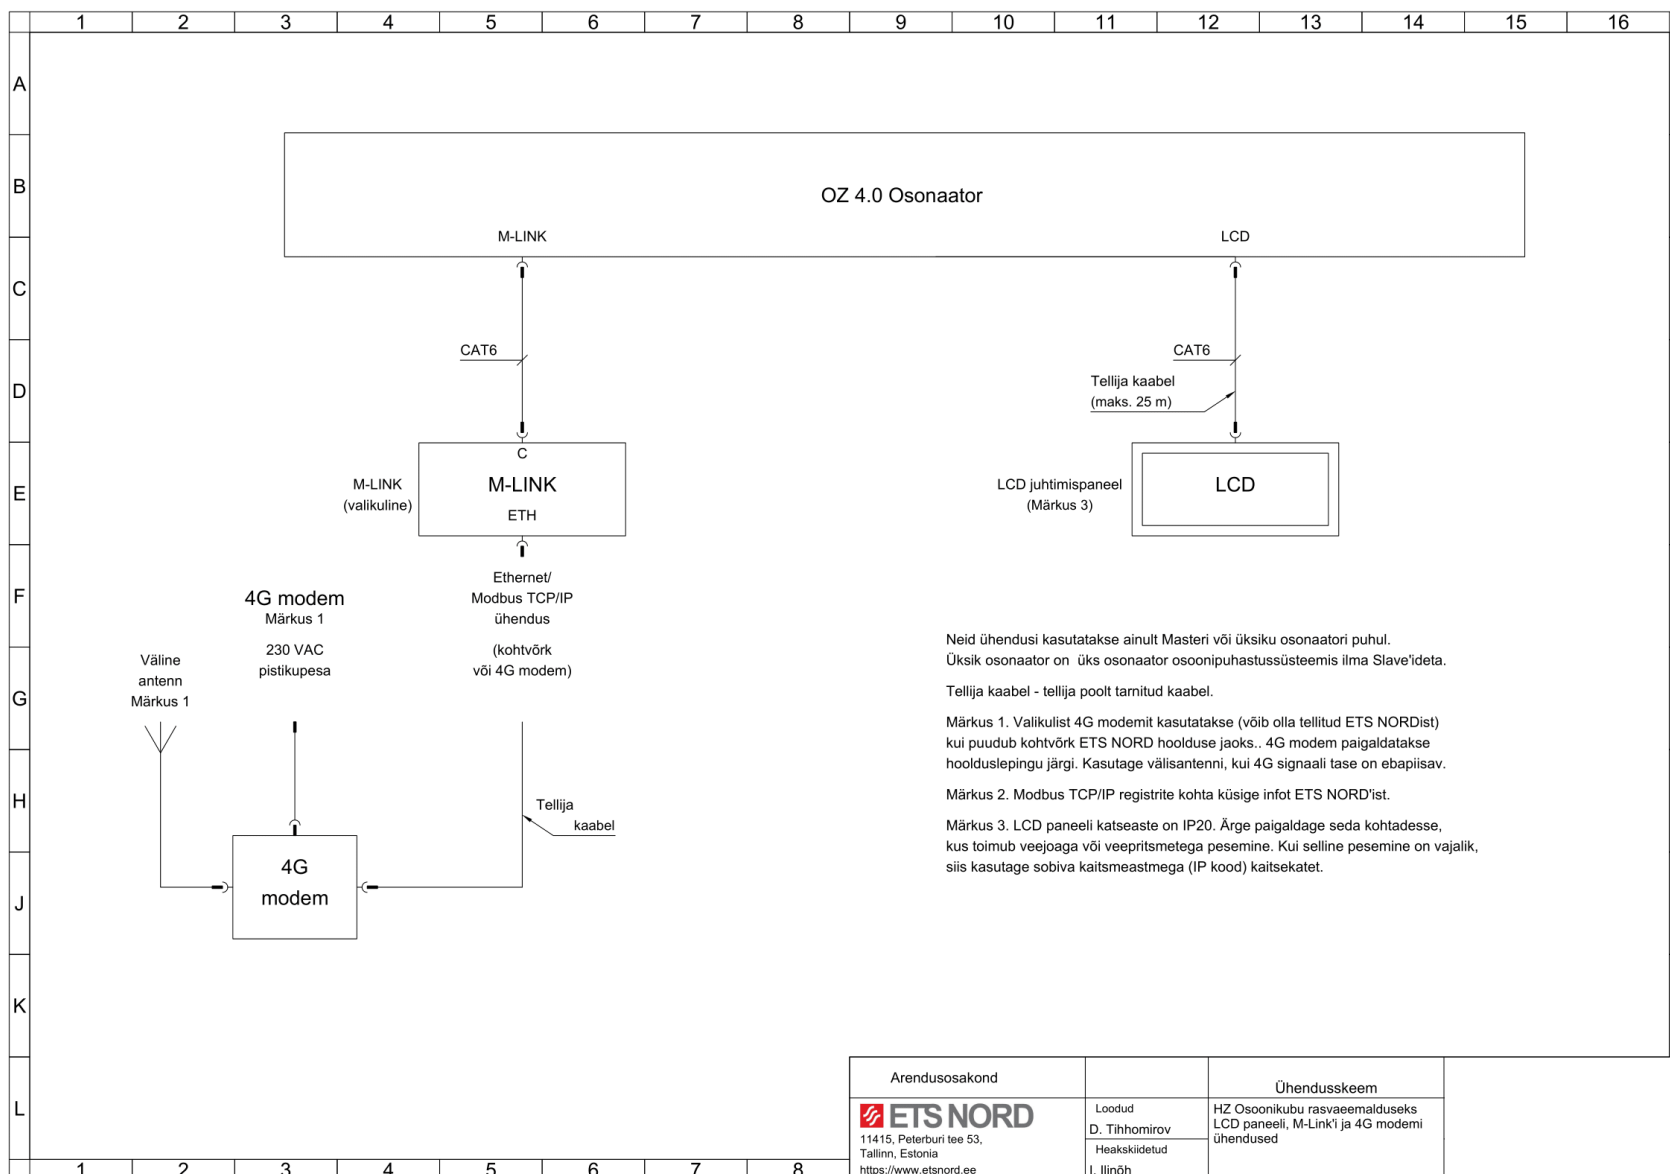 1 2 3 4 5 6 7 8 9 10 11 12 13 14 15 16
A
B
C
D
E
F
G
H
J
K
L
OZ 4.0 Osonaator
M-LINK
LCD
CAT6
CAT6
Tellija kaabel
(maks. 25 m)
C
M-LINK
ETH
M-LINK
(valikuline)
LCD juhtimispaneel
(Märkus 3)
LCD
Ethernet/
Modbus TCP/IP
ühendus
(kohtvõrk
või 4G modem)
4G modem
Märkus 1
230 VAC
pistikupesa
Väline
antenn
Märkus 1
Tellija
kaabel
4G
modem
Neid ühendusi kasutatakse ainult Masteri või üksiku osonaatori puhul.
Üksik osonaator on üks osonaator osoonipuhastussüsteemis ilma Slave'ideta.
Tellija kaabel - tellija poolt tarnitud kaabel.
Märkus 1. Valikulist 4G modemit kasutatakse (võib olla tellitud ETS NORDist)
kui puudub kohtvõrk ETS NORD hoolduse jaoks.. 4G modem paigaldatakse
hoolduslepingu järgi. Kasutage välisantenni, kui 4G signaali tase on ebapiisav.
Märkus 2. Modbus TCP/IP registrite kohta küsige infot ETS NORD'ist.
Märkus 3. LCD paneeli katseaste on IP20. Ärge paigaldage seda kohtadesse,
kus toimub veejoaga või veepritsmetega pesemine. Kui selline pesemine on vajalik,
siis kasutage sobiva kaitsmeastmega (IP kood) kaitsekatet.
Arendusosakond
ETS NORD
11415, Peterburi tee 53,
Tallinn, Estonia
https://www.etsnord.ee
Loodud
D. Tihhomirov
Heakskiidetud
I. Ilinõh
Ühendusskeem
HZ Osoonikubu rasvaeemalduseks
LCD paneeli, M-Link'i ja 4G modemi
ühendused
1 2 3 4 5 6 7 8